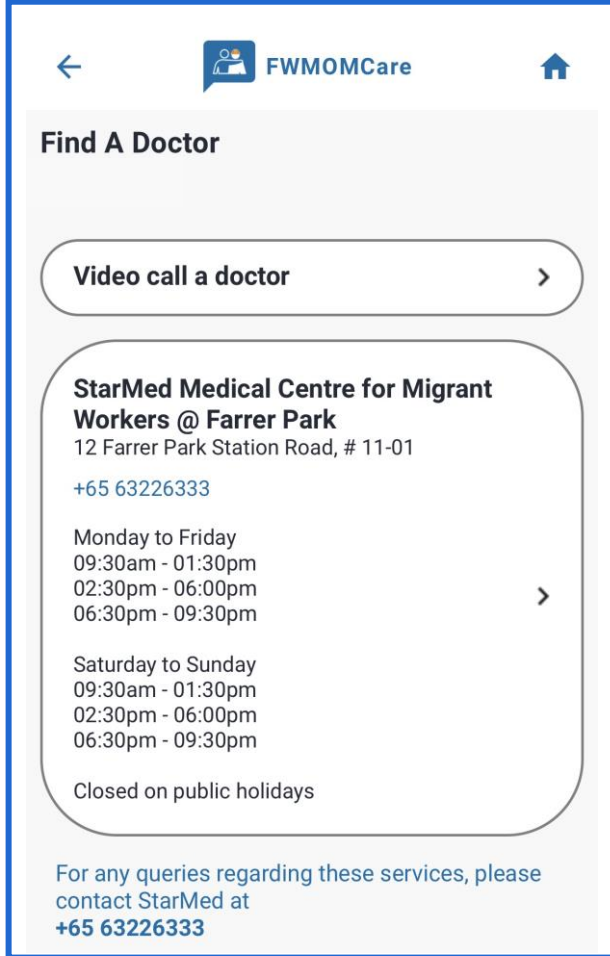 FWMOMCare
Find A Doctor
Video call a doctor
StarMed Medical Centre for Migrant
Workers @ Farrer Park
12 Farrer Park Station Road, # 11-01
+65 63226333
Monday to Friday
09:30am - 01:30pm
02:30pm - 06:00pm
06:30pm - 09:30pm
Saturday to Sunday
09:30am - 01:30pm
02:30pm - 06:00pm
06:30pm - 09:30pm
Closed on public holidays
For any queries regarding these services, please
contact StarMed at
+65 63226333